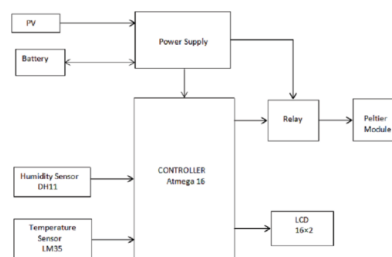 PV
Power Supply
Battery
Relay
Peltier
Module
CONTROLLER
Atmega 16
Humidity Sensor
DH11
Temperature
Sensor
LM35
LCD
16×2